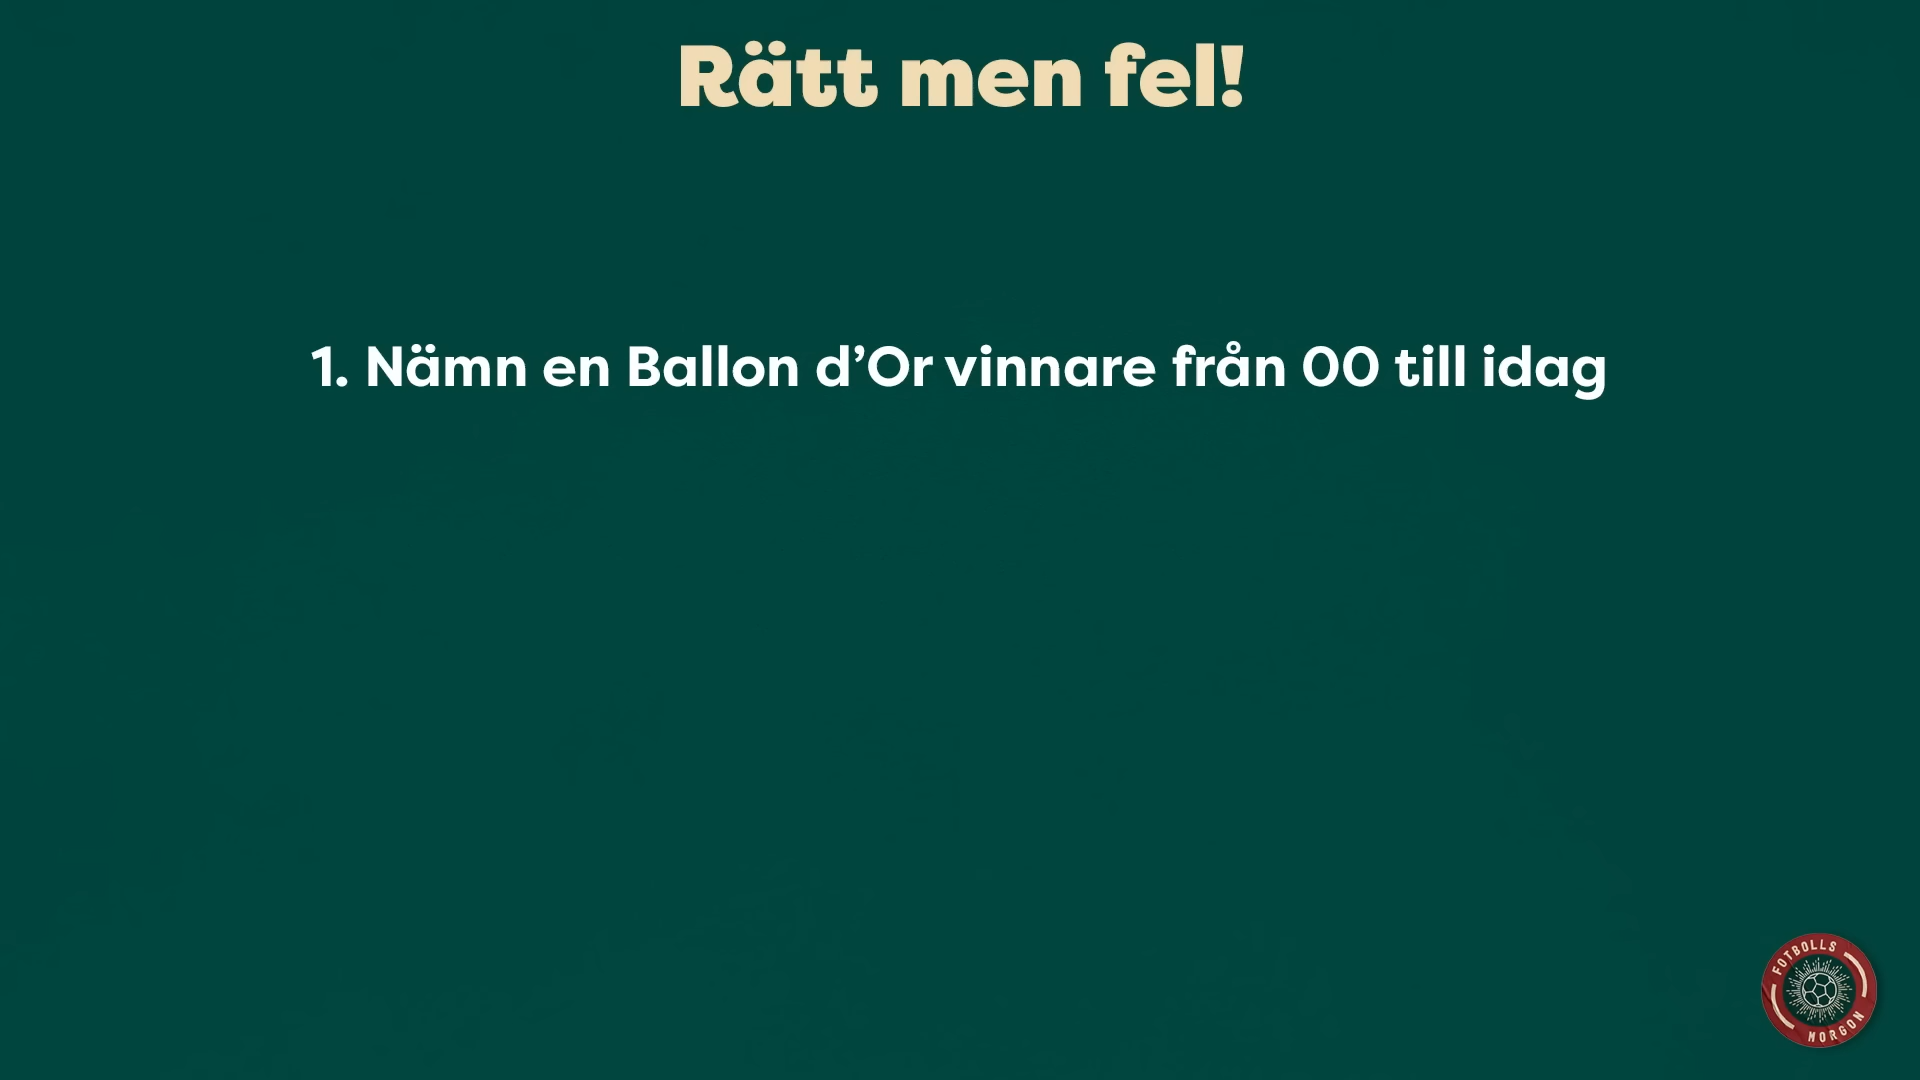 Rätt men fel!
1. Nämn en Ballon d’Or vinnare från 00 till idag
FOTBOLLS
MORGON